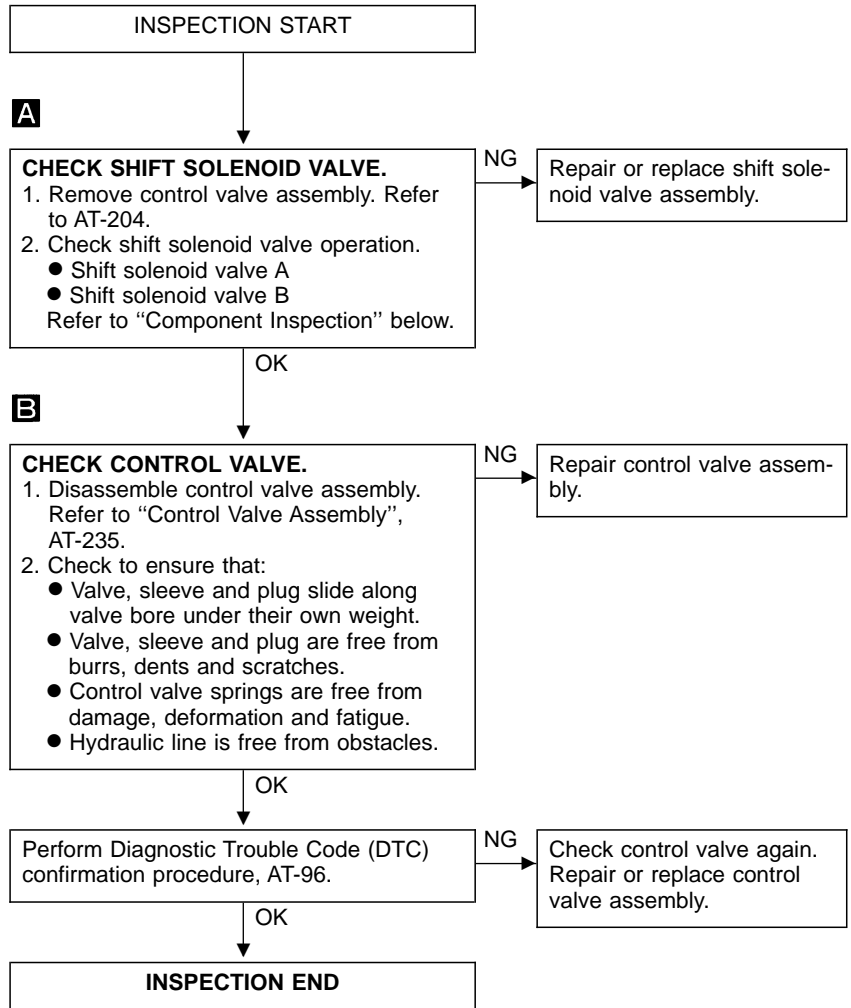 INSPECTION START
A
CHECK SHIFT SOLENOID VALVE.
1. Remove control valve assembly. Refer
to AT-204.
2. Check shift solenoid valve operation.
● Shift solenoid valve A
● Shift solenoid valve B
Refer to ‘‘Component Inspection’’ below.
NG
Repair or replace shift sole-
noid valve assembly.
OK
B
CHECK CONTROL VALVE.
1. Disassemble control valve assembly.
Refer to ‘‘Control Valve Assembly’’,
AT-235.
2. Check to ensure that:
● Valve, sleeve and plug slide along
valve bore under their own weight.
● Valve, sleeve and plug are free from
burrs, dents and scratches.
● Control valve springs are free from
damage, deformation and fatigue.
● Hydraulic line is free from obstacles.
NG
Repair control valve assem-
bly.
OK
Perform Diagnostic Trouble Code (DTC)
confirmation procedure, AT-96.
NG
Check control valve again.
Repair or replace control
valve assembly.
OK
INSPECTION END